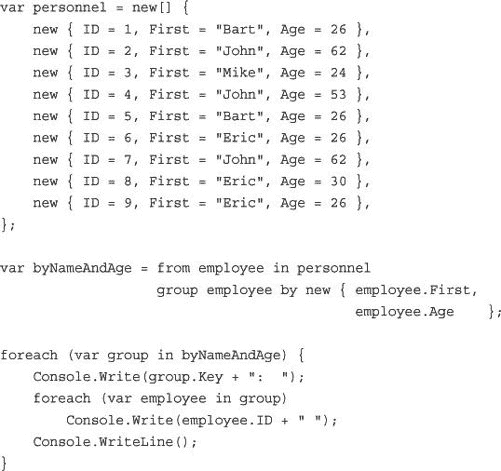 var personnel = new[] {
    new { ID = 1, First = "Bart", Age = 26 },
    new { ID = 2, First = "John", Age = 62 },
    new { ID = 3, First = "Mike", Age = 24 },
    new { ID = 4, First = "John", Age = 53 },
    new { ID = 5, First = "Bart", Age = 26 },
    new { ID = 6, First = "Eric", Age = 26 },
    new { ID = 7, First = "John", Age = 62 },
    new { ID = 8, First = "Eric", Age = 30 },
    new { ID = 9, First = "Eric", Age = 26 },
};
var byNameAndAge = from employee in personnel
                   group employee by new { employee.First,
                                           employee.Age    };
foreach (var group in byNameAndAge) {
    Console.Write(group.Key + ":  ");
    foreach (var employee in group)
        Console.Write(employee.ID + " ");
    Console.WriteLine();
}